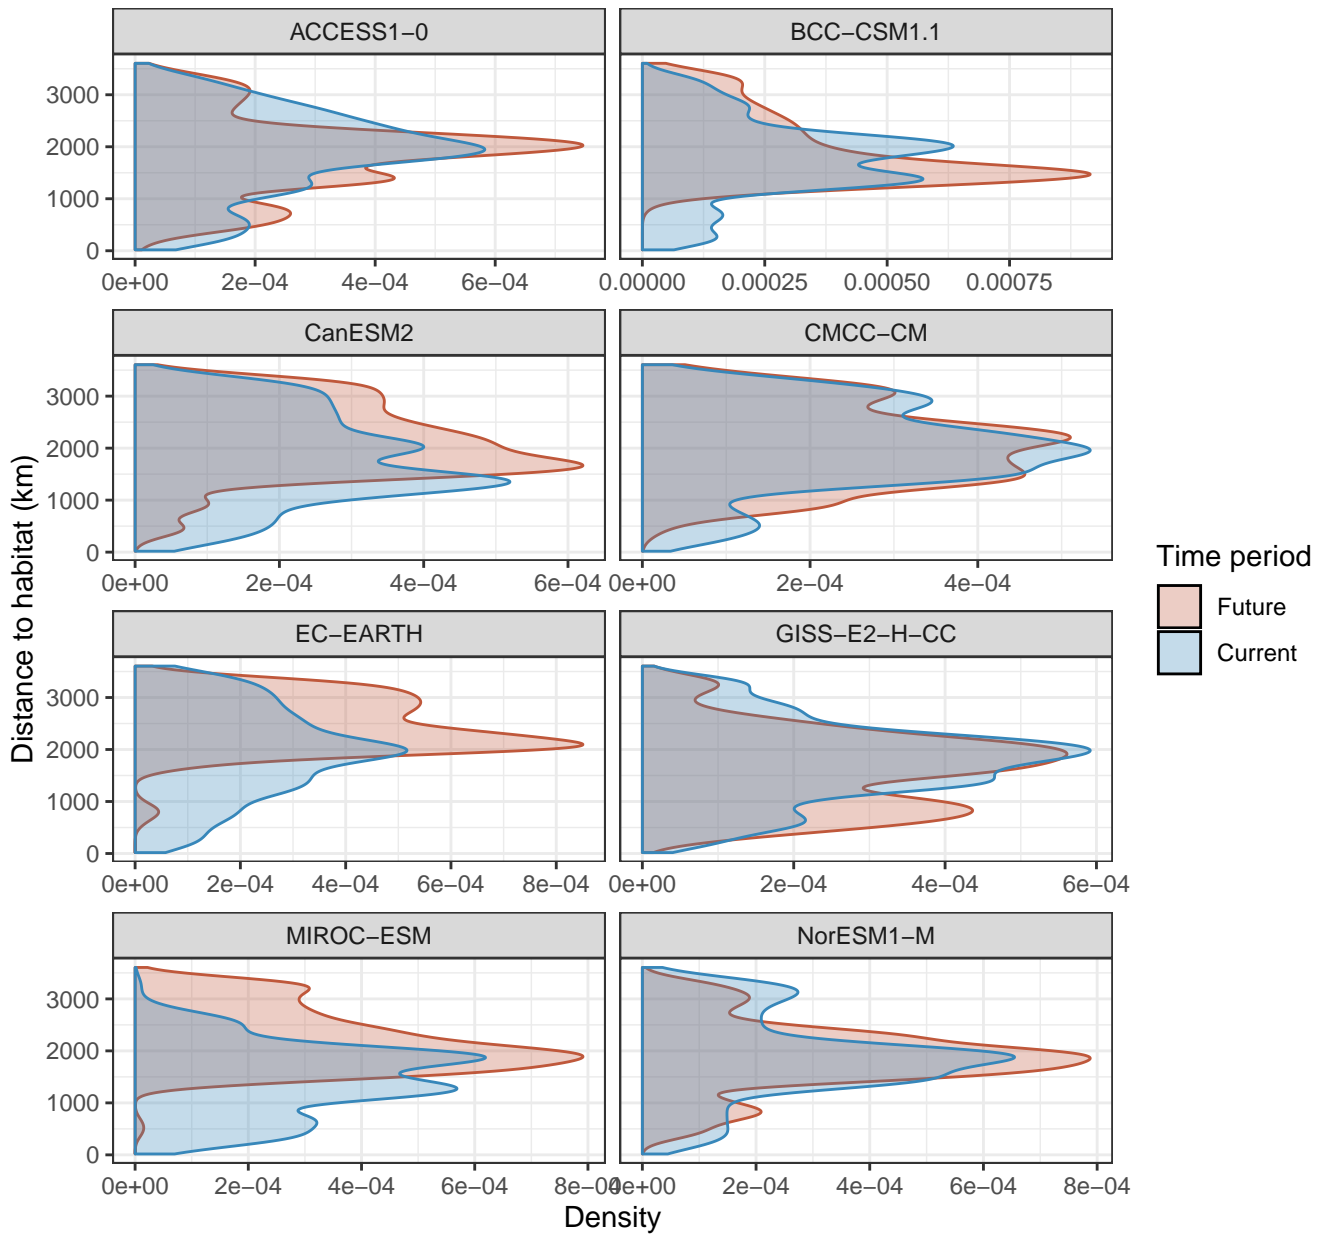 ACCESS1−0
BCC−CSM1.1
3000
2000
1000
0
0e+00 2e−04 4e−04 6e−04
0.00000 0.00025 0.00050 0.00075
CanESM2
CMCC−CM
3000
2000
1000
0
0e+00 2e−04 4e−04 6e−04
0e+00 2e−04 4e−04
Distance to habitat (km)
Time period
Future
Current
EC−EARTH
GISS−E2−H−CC
3000
2000
1000
0
0e+00 2e−04 4e−04 6e−04 8e−04
0e+00 2e−04 4e−04 6e−04
MIROC−ESM
NorESM1−M
3000
2000
1000
0
0e+00 2e−04 4e−04 6e−04 8e−04
0e+00 2e−04 4e−04 6e−04 8e−04
Density